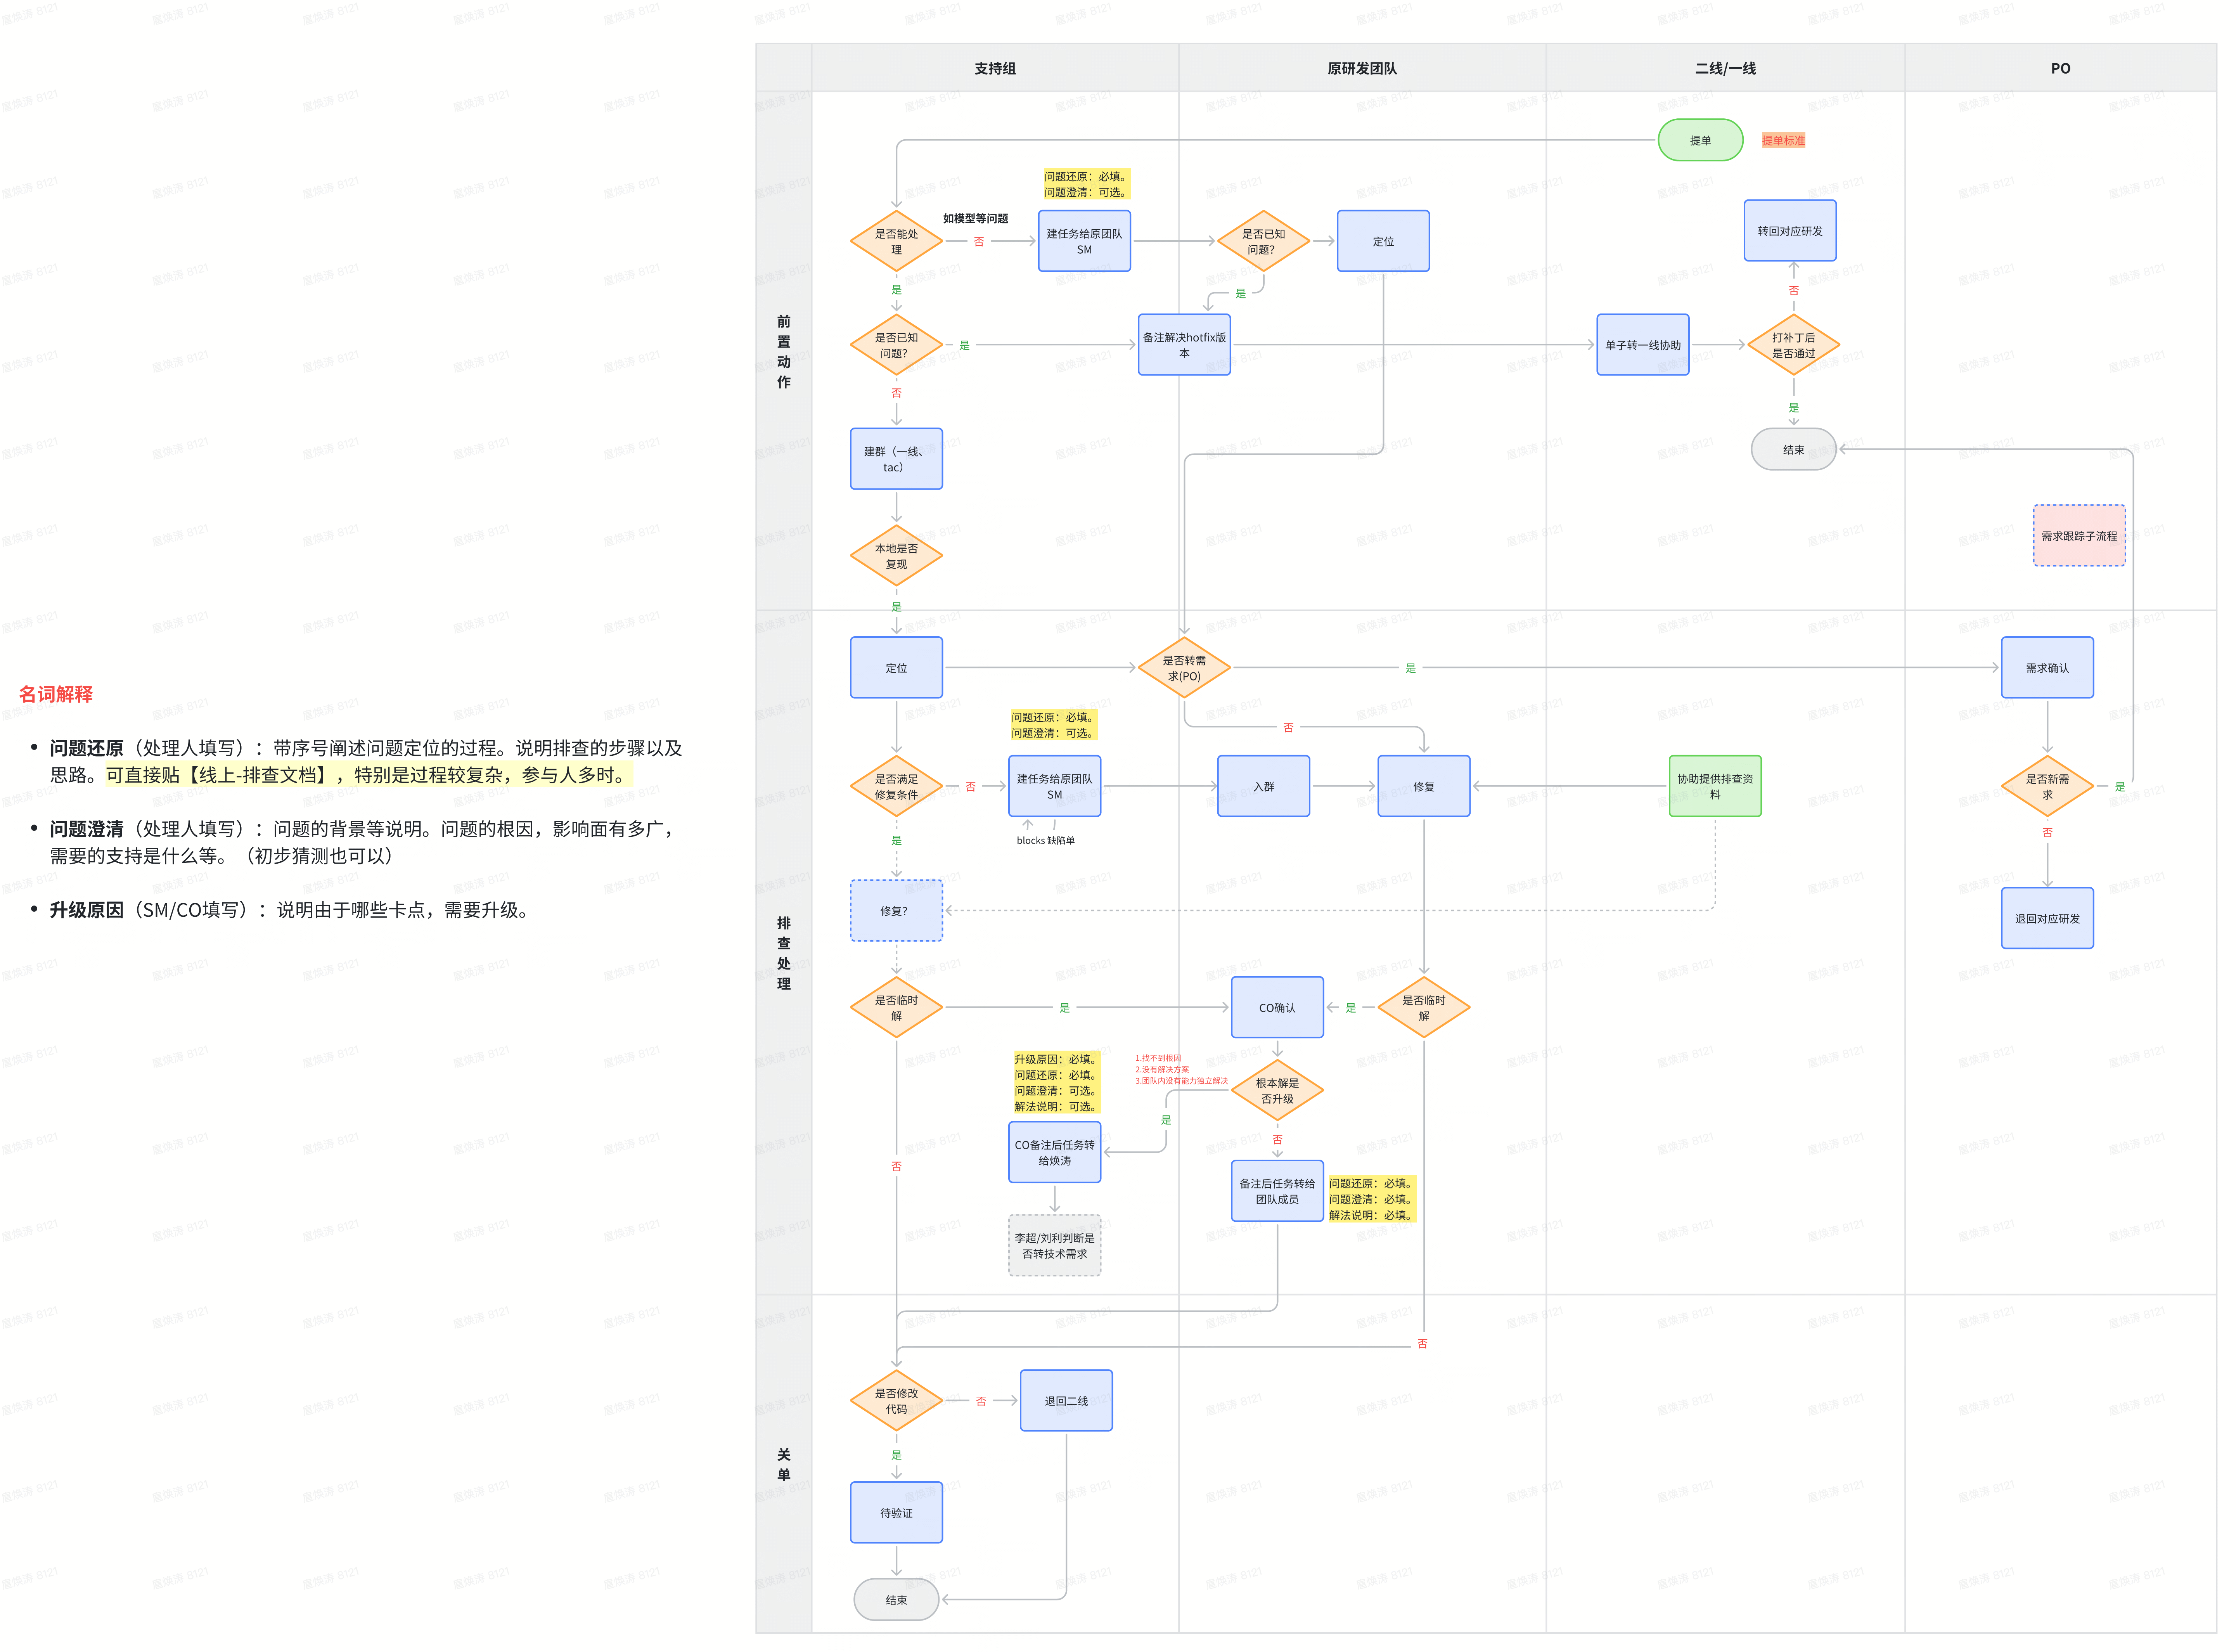 支持组
原研发团队
二线/一线
PO
前置动作
提单
提单标准
问题还原：必填。
问题澄清：可选。
是否能处
理
如模型等问题
否
建任务给原团队
SM
是否已知
问题？
定位
转回对应研发
是
是
否
是否已知
问题？
是
备注解决hotfix版
本
单子转一线协助
打补丁后
是否通过
否
是
建群（一线、
tac）
结束
本地是否
复现
需求跟踪子流程
是
定位
是否转需
求(PO)
是
需求确认
名词解释
• 问题还原（处理人填写）：带序号阐述问题定位的过程。说明排查的步骤以及
思路。可直接贴【线上-排查文档】，特别是过程较复杂，参与人多时。
• 问题澄清（处理人填写）：问题的背景等说明。问题的根因，影响面有多广，
需要的支持是什么等。（初步猜测也可以）
• 升级原因（SM/CO填写）：说明由于哪些卡点，需要升级。
排查处理
问题还原：必填。
问题澄清：可选。
否
是否满足
修复条件
否
建任务给原团队
SM
入群
修复
协助提供排查资
料
是否新需
求
是
是
blocks 缺陷单
否
修复？
退回对应研发
是否临时
解
是
CO确认
是
是否临时
解
升级原因：必填。
问题还原：必填。
问题澄清：可选。
解法说明：可选。
1.找不到根因
2.没有解决方案
3.团队内没有能力独立解决
根本解是
否升级
是
否
CO备注后任务转
给焕涛
否
备注后任务转给
团队成员
问题还原：必填。
问题澄清：必填。
解法说明：必填。
李超/刘利判断是
否转技术需求
否
关单
是否修改
代码
否
退回二线
是
待验证
结束